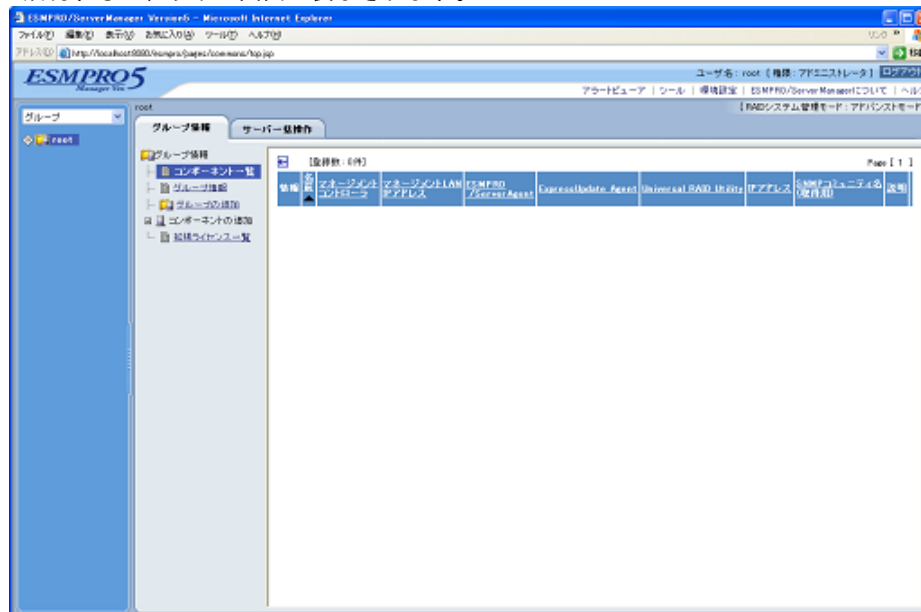 ESMPRO/ServerManager Version5 - Microsoft Internet Explorer
ファイル(F) 編集(E) 表示(V) お気に入り(A) ツール(T) ヘルプ(H)
リンク »
アドレス(D) http://localhost:8080/esmpro/pages/commons/top.jsp
ESMPRO5
Manager Ver.
ユーザ名 : root [ 権限 : アドミニストレータ ] ログアウト
アラートビューア | ツール | 環境設定 | ESMPRO/ServerManagerについて |
[ RAIDシステム管理モード : アドバンストモード
グループ
root
root
グループ情報 サーバー一括操作
グループ情報
コンポーネント一覧
グループ情報
グループの追加
コンポーネントの追加
拡張ライセンス一覧
[取得数 : 0件]
Page [ 1 ]
情報 名前 マネージメントコントローラ マネージメントLAN IPアドレス ESMPRO/ServerAgent ExpressUpdate Agent Universal RAID Utility IPアドレス SNMPコミュニティ名(取得用) 説明